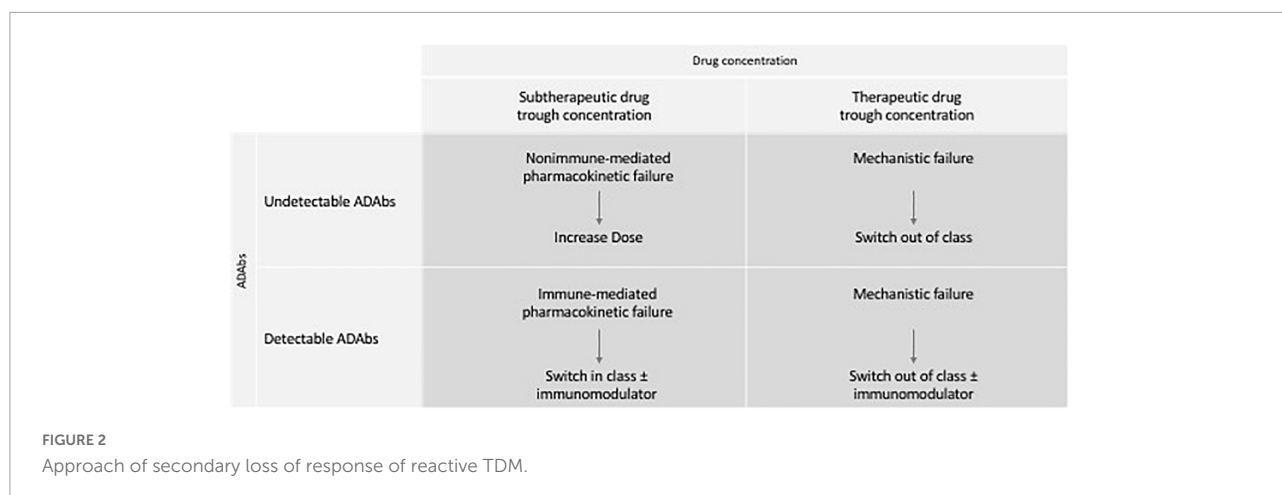 Drug concentration
Subtherapeutic drug
trough concentration
Therapeutic drug
trough concentration
ADAbs
Undetectable ADAbs
Nonimmune-mediated
pharmacokinetic failure
Increase Dose
Mechanistic failure
Switch out of class
Detectable ADAbs
Immune-mediated
pharmacokinetic failure
Switch in class ±
immunomodulator
Mechanistic failure
Switch out of class ±
immunomodulator
FIGURE 2
Approach of secondary loss of response of reactive TDM.